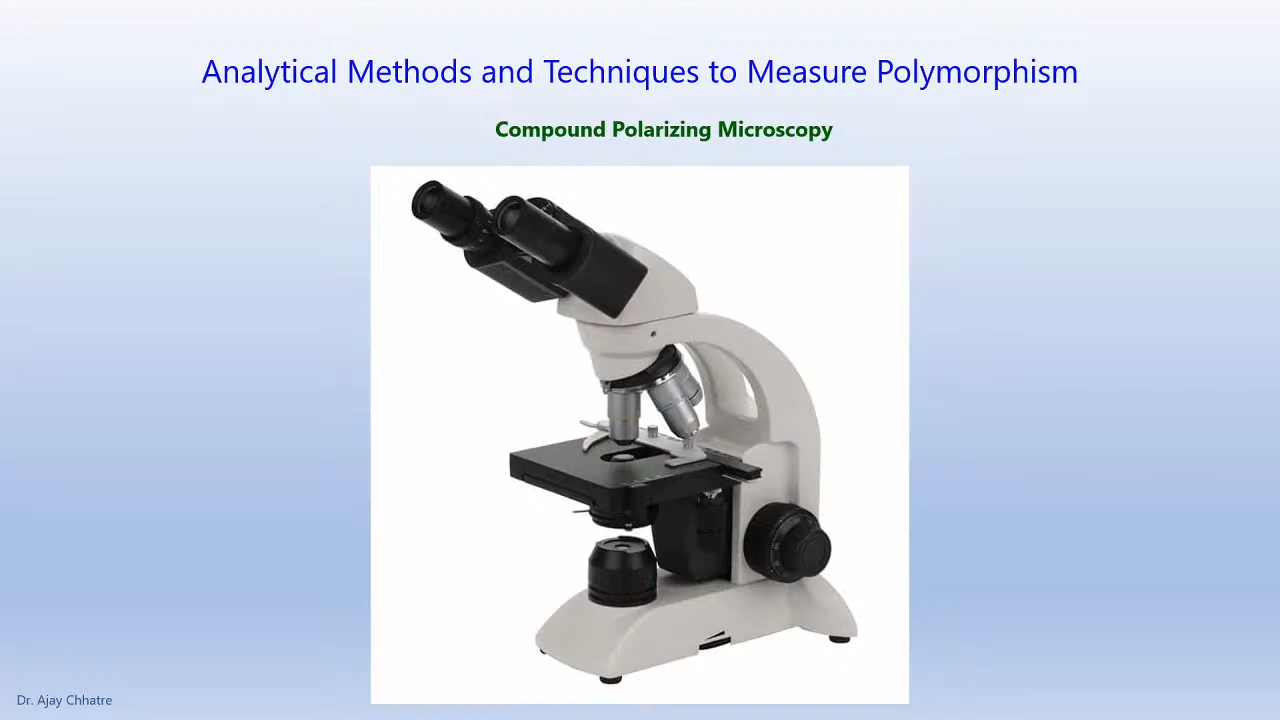 Analytical Methods and Techniques to Measure Polymorphism
Compound Polarizing Microscopy
Dr. Ajay Chhatre